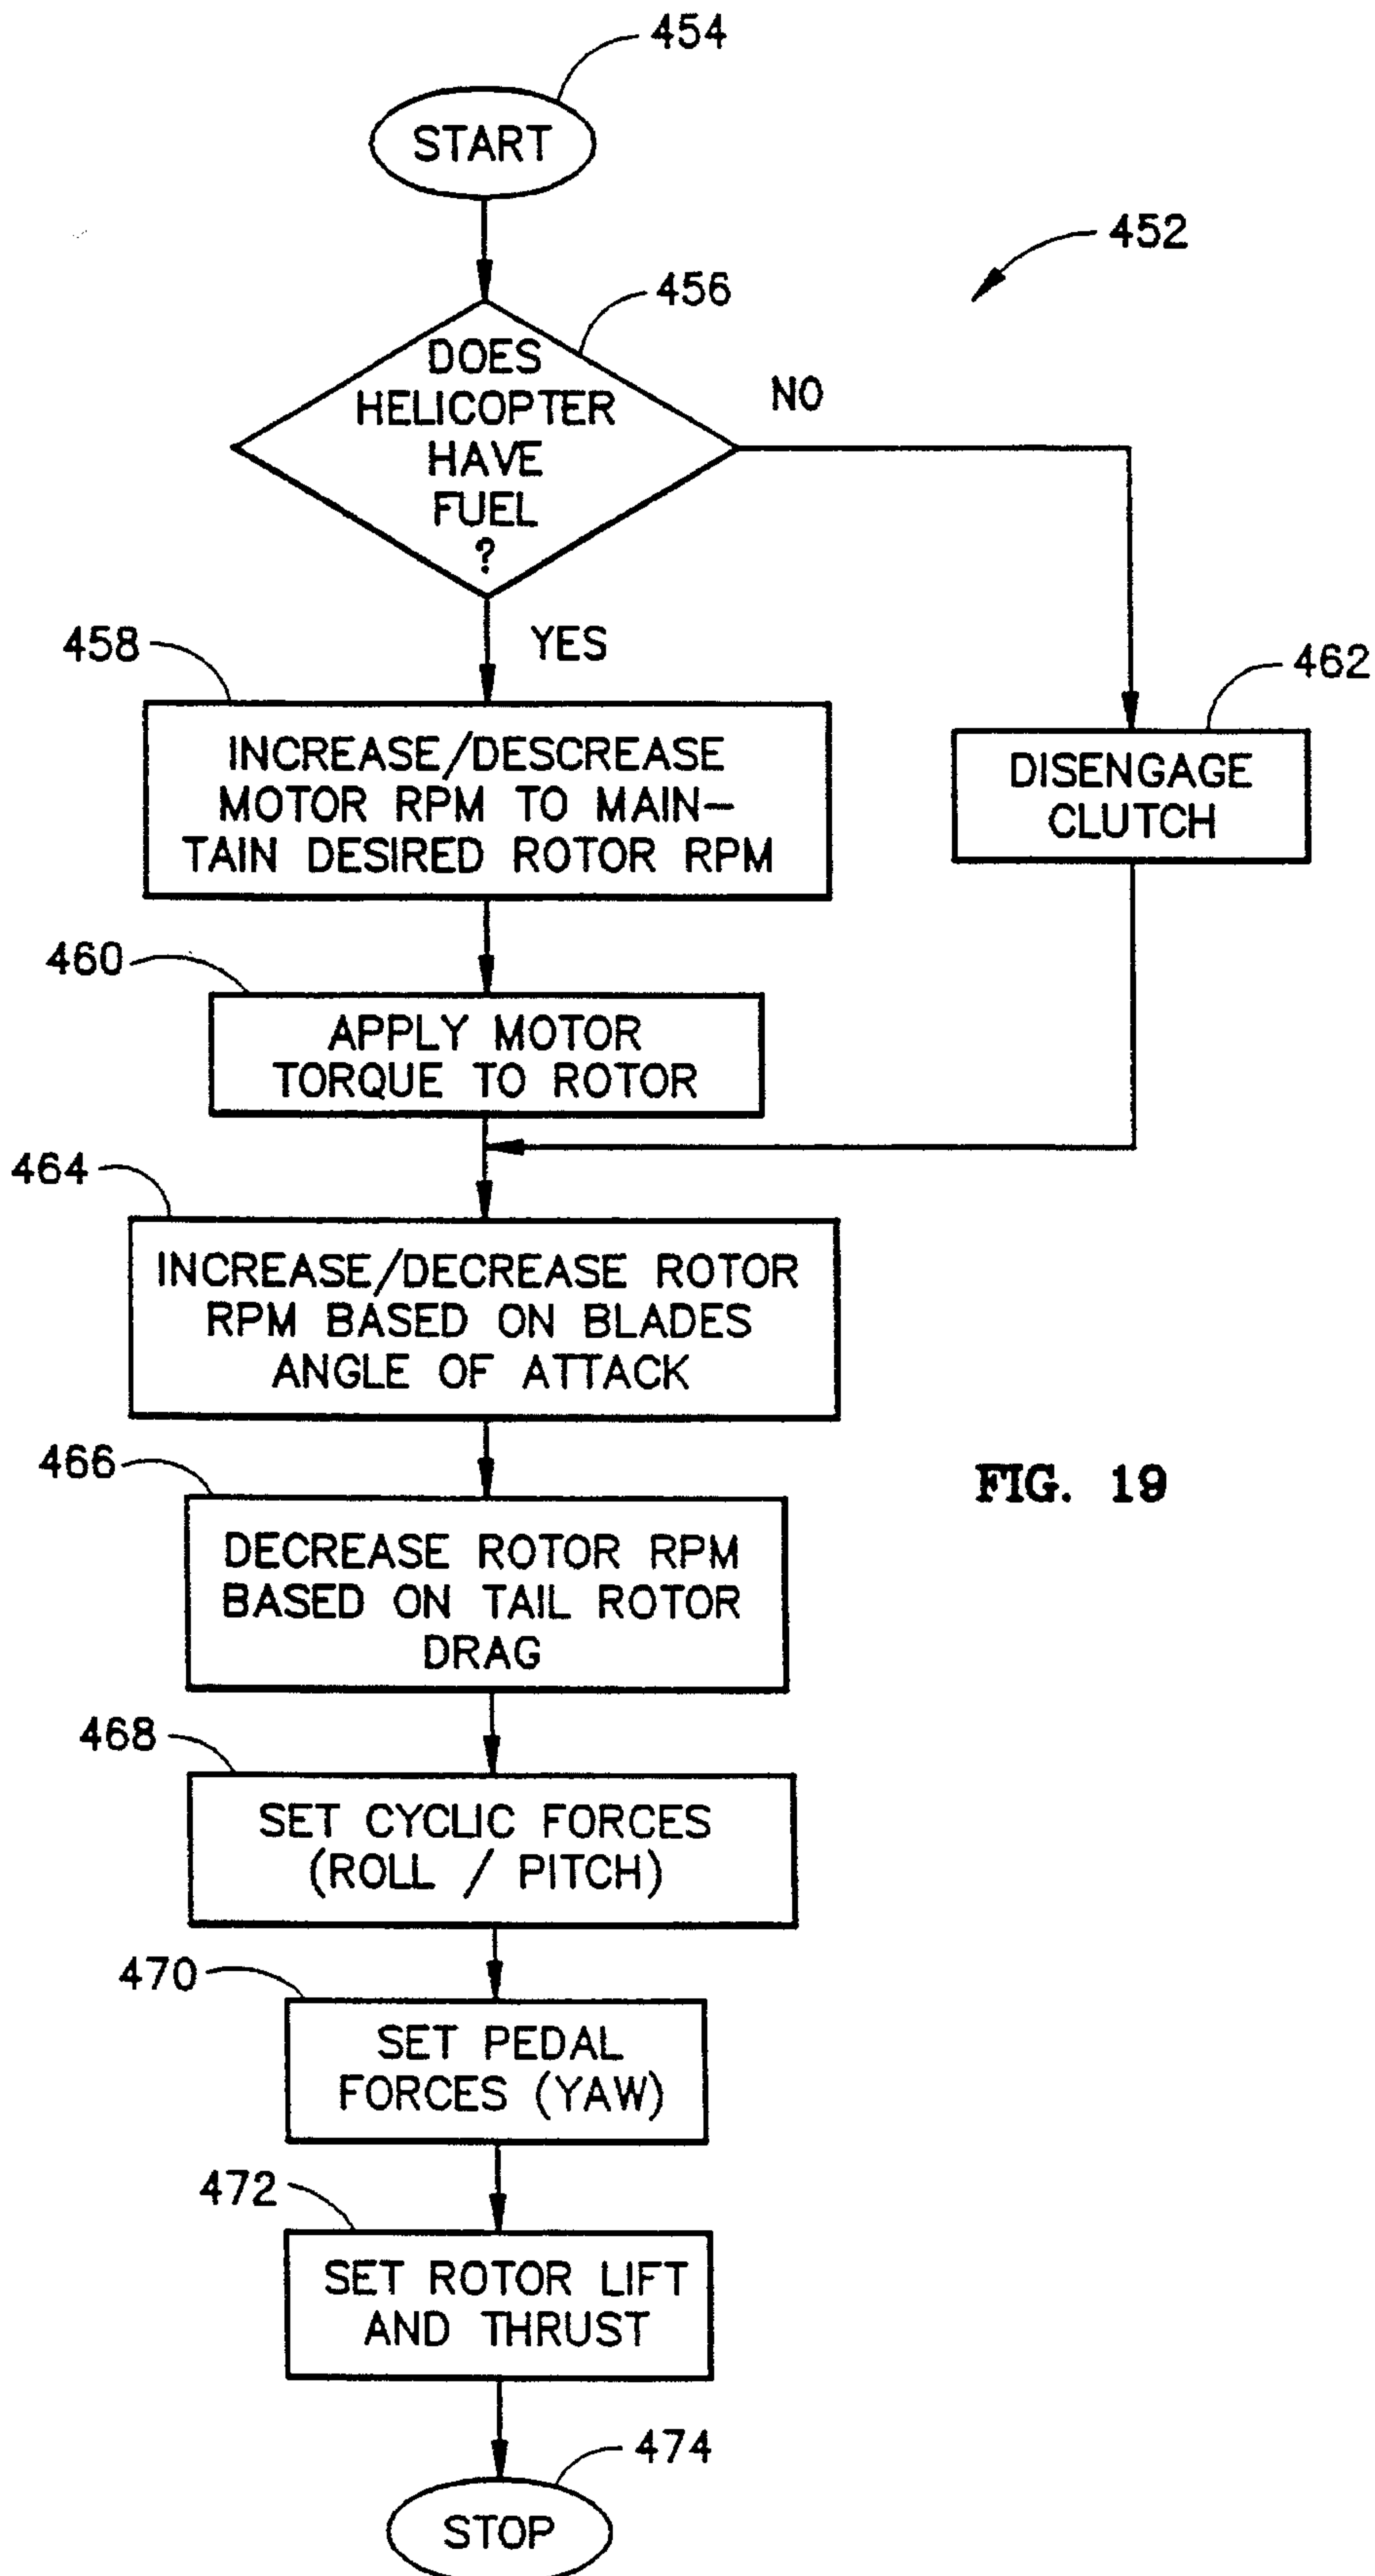 454
START
452
456
DOES
HELICOPTER
HAVE
FUEL
?
NO
YES
458
INCREASE/DESCREASE
MOTOR RPM TO MAIN-
TAIN DESIRED ROTOR RPM
462
DISENGAGE
CLUTCH
460
APPLY MOTOR
TORQUE TO ROTOR
464
INCREASE/DECREASE ROTOR
RPM BASED ON BLADES
ANGLE OF ATTACK
466
DECREASE ROTOR RPM
BASED ON TAIL ROTOR
DRAG
FIG. 19
468
SET CYCLIC FORCES
(ROLL / PITCH)
470
SET PEDAL
FORCES (YAW)
472
SET ROTOR LIFT
AND THRUST
474
STOP